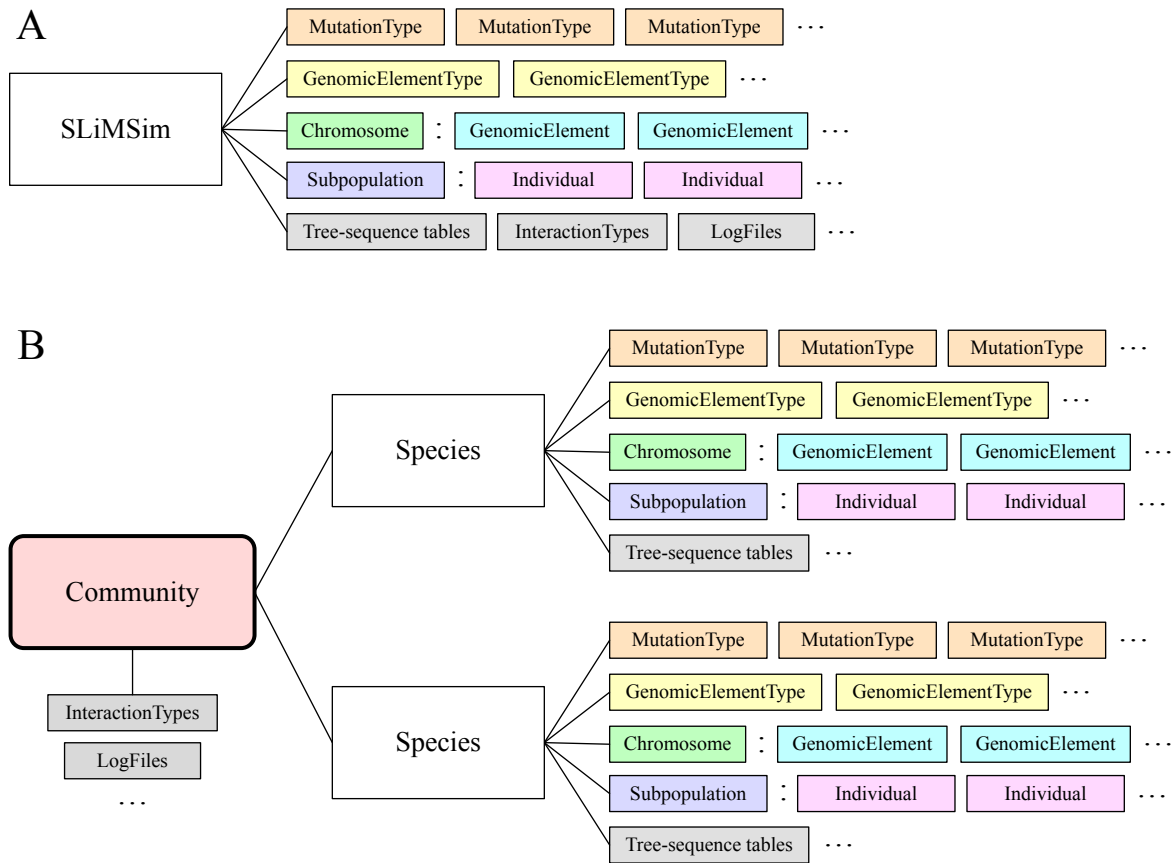 A
MutationType MutationType MutationType ...
GenomicElementType GenomicElementType ...
SLiMSim
Chromosome : GenomicElement GenomicElement ...
Subpopulation : Individual Individual ...
Tree-sequence tables InteractionTypes LogFiles ...
B
MutationType MutationType MutationType ...
GenomicElementType GenomicElementType ...
Species
Chromosome : GenomicElement GenomicElement ...
Subpopulation : Individual Individual ...
Tree-sequence tables ...
Community
InteractionTypes
LogFiles
...
MutationType MutationType MutationType ...
GenomicElementType GenomicElementType ...
Species
Chromosome : GenomicElement GenomicElement ...
Subpopulation : Individual Individual ...
Tree-sequence tables ...